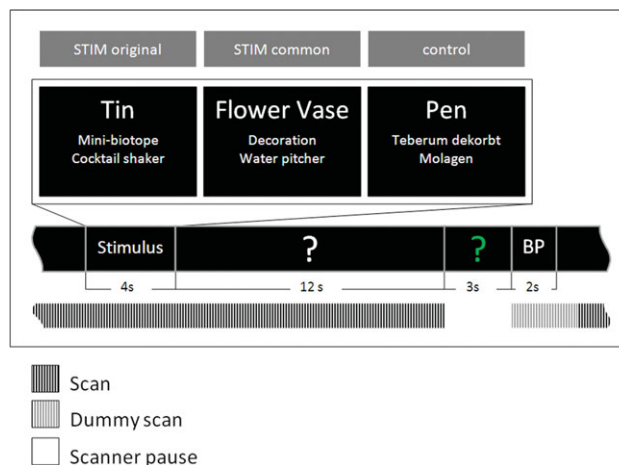 STIM original
STIM common
control
Tin
Mini-biotope
Cocktail shaker
Flower Vase
Decoration
Water pitcher
Pen
Teberum dekorbt
Molagen
Stimulus
?
?
BP
4s
12 s
3s
2s
Scan
Dummy scan
Scanner pause